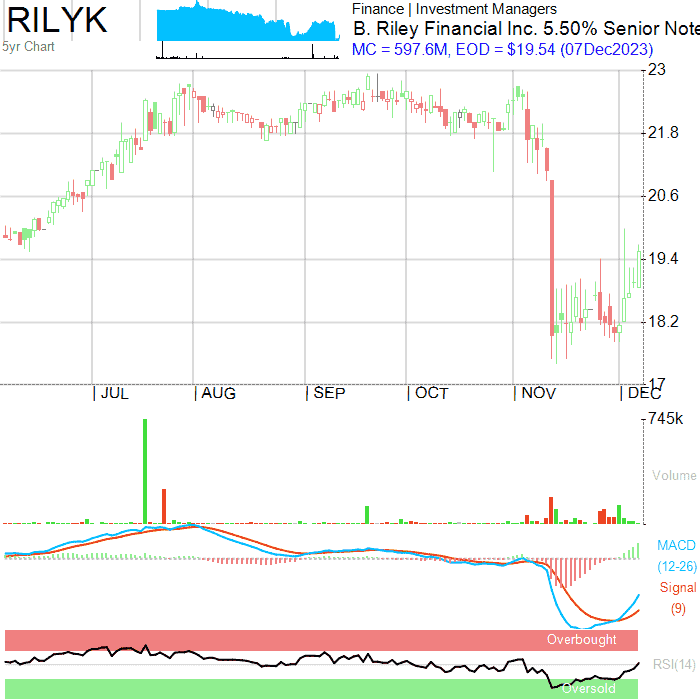 RILYK
5yr Chart
Finance | Investment Managers
B. Riley Financial Inc. 5.50% Senior Note
MC = 597.6M, EOD = $19.54 (07Dec2023)
23
21.8
20.6
19.4
18.2
17
| JUL | AUG | SEP | OCT | NOV | DEC
745k
Volume
MACD
(12-26)
Signal
(9)
Overbought
RSI(14)
Oversold